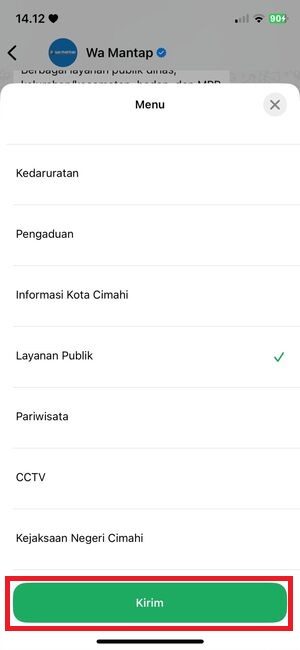 14.12
90
Wa Mantap
Berbagai layanan publik dinas,
Menu
Kedaruratan
Pengaduan
Informasi Kota Cimahi
Layanan Publik
Pariwisata
CCTV
Kejaksaan Negeri Cimahi
Kirim